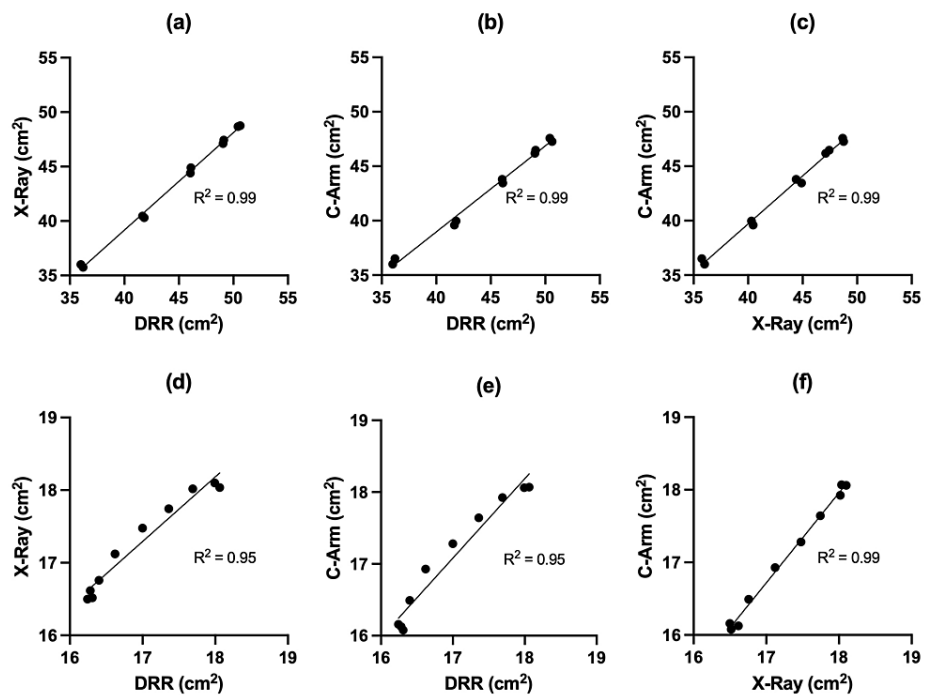 (a)
X-Ray (cm²)
55
50
45
40
35
R² = 0.99
35 40 45 50 55
DRR (cm²)
(b)
C-Arm (cm²)
55
50
45
40
35
R² = 0.99
35 40 45 50 55
DRR (cm²)
(c)
C-Arm (cm²)
55
50
45
40
35
R² = 0.99
35 40 45 50 55
X-Ray (cm²)
(d)
X-Ray (cm²)
19
18
17
16
R² = 0.95
16 17 18 19
DRR (cm²)
(e)
C-Arm (cm²)
19
18
17
16
R² = 0.95
16 17 18 19
DRR (cm²)
(f)
C-Arm (cm²)
19
18
17
16
R² = 0.99
16 17 18 19
X-Ray (cm²)